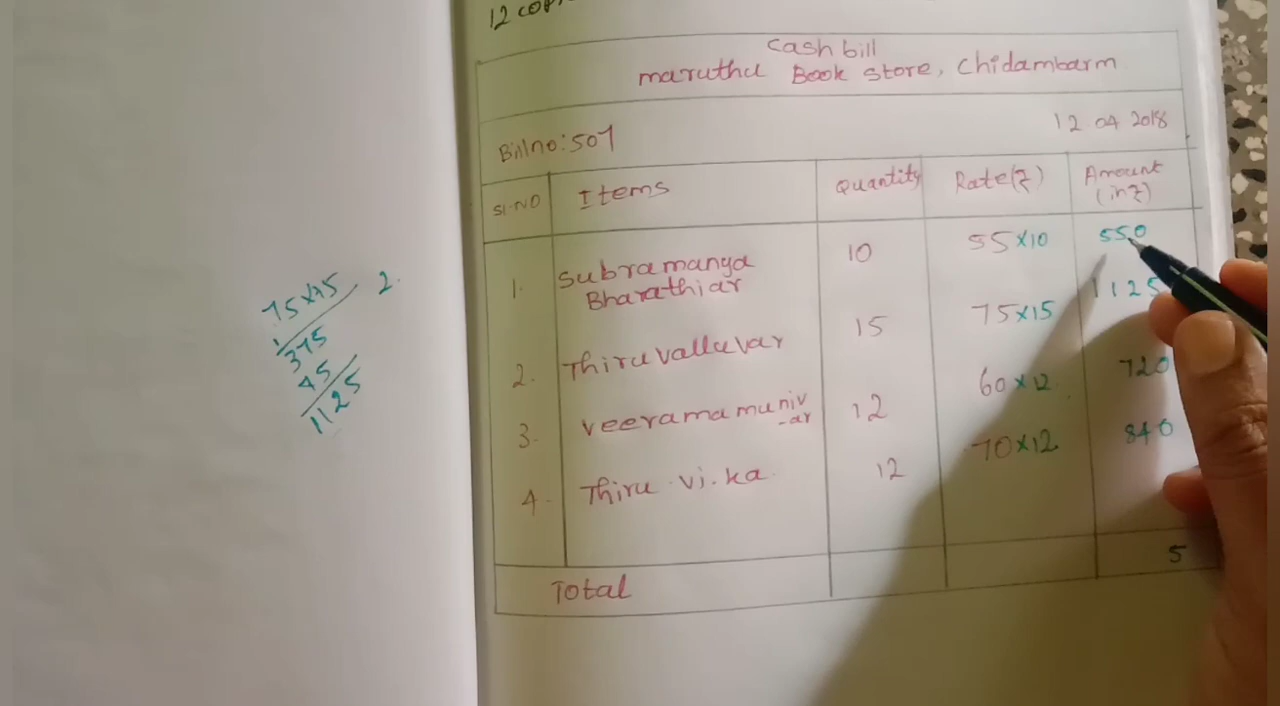 12 cop
Cash bill
maruthu Book store, Chidambarm
Bill no: 507
12 04 2018
Sl.NO Items Quantity Rate(₹) Amount (in ₹)
1. Subramanya Bharathiar 10 55×10 550
2. Thiruvalluvar 15 75×15 1125
3. Veeramamuniv-ar 12 60×12 720
4. Thiru.Vi.ka 12 70×12 840
Total 5
75×15 2.
375
75
1125